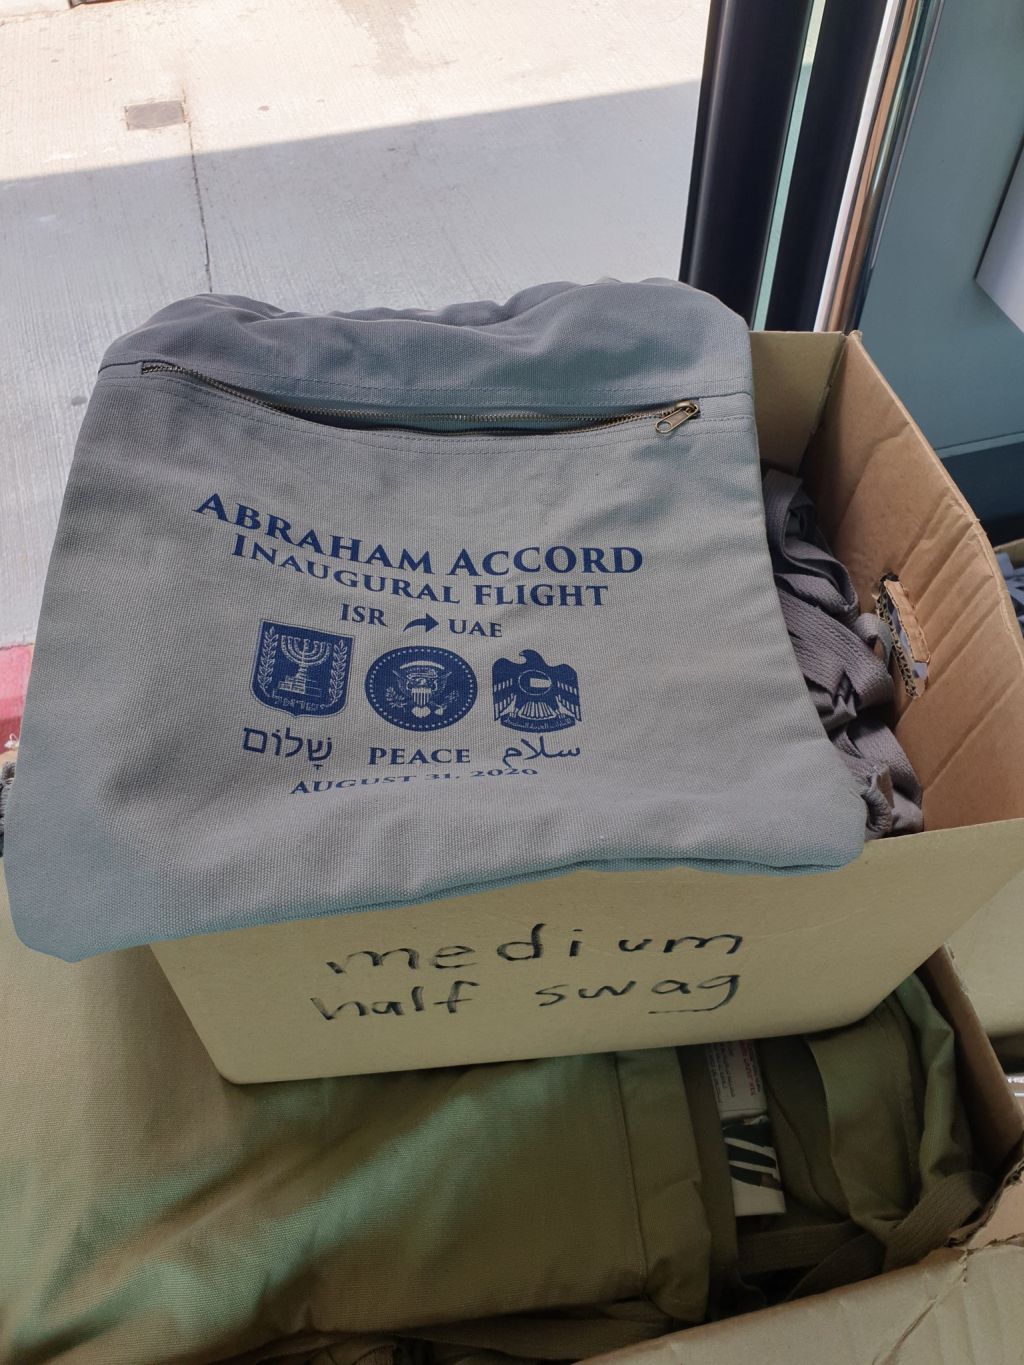 ABRAHAM ACCORD
INAUGURAL FLIGHT
ISR UAE
שָׁלוֹם PEACE سلام
AUGUST 31, 2020
medium
half swag